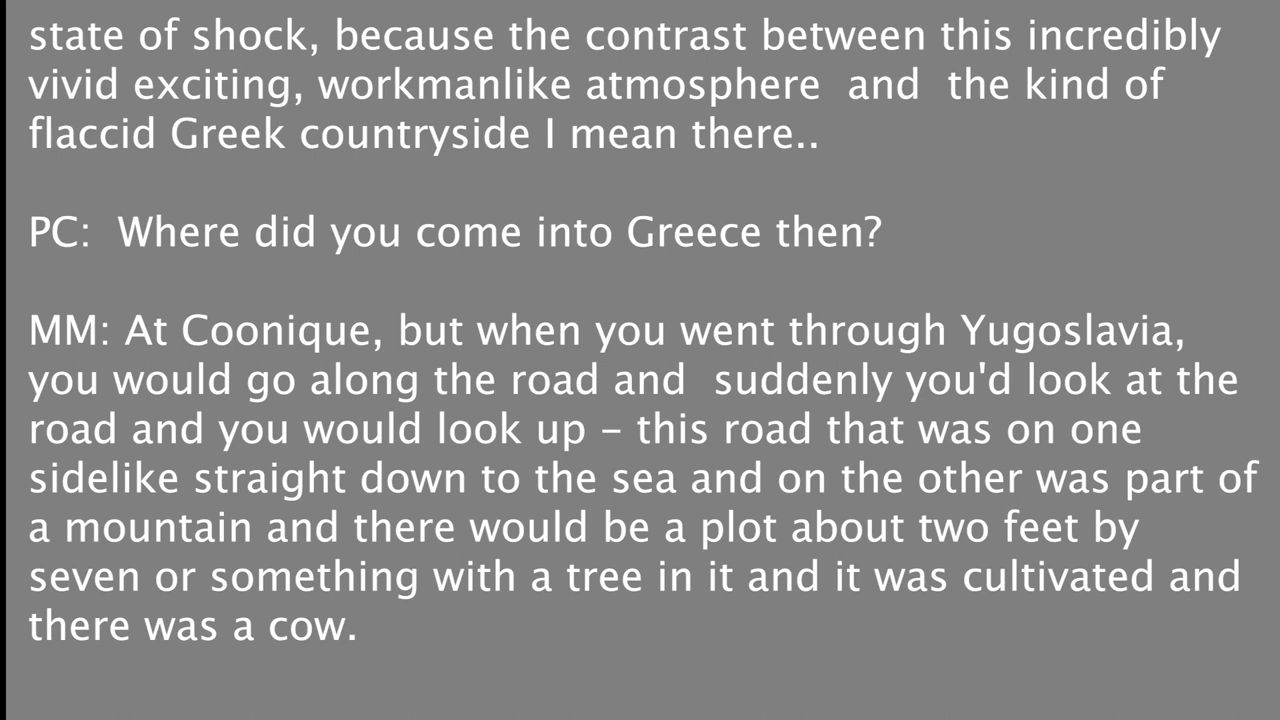 state of shock, because the contrast between this incredibly
vivid exciting, workmanlike atmosphere  and  the kind of
flaccid Greek countryside I mean there..
PC:  Where did you come into Greece then?
MM: At Coonique, but when you went through Yugoslavia,
you would go along the road and  suddenly you'd look at the
road and you would look up – this road that was on one
sidelike straight down to the sea and on the other was part of
a mountain and there would be a plot about two feet by
seven or something with a tree in it and it was cultivated and
there was a cow.